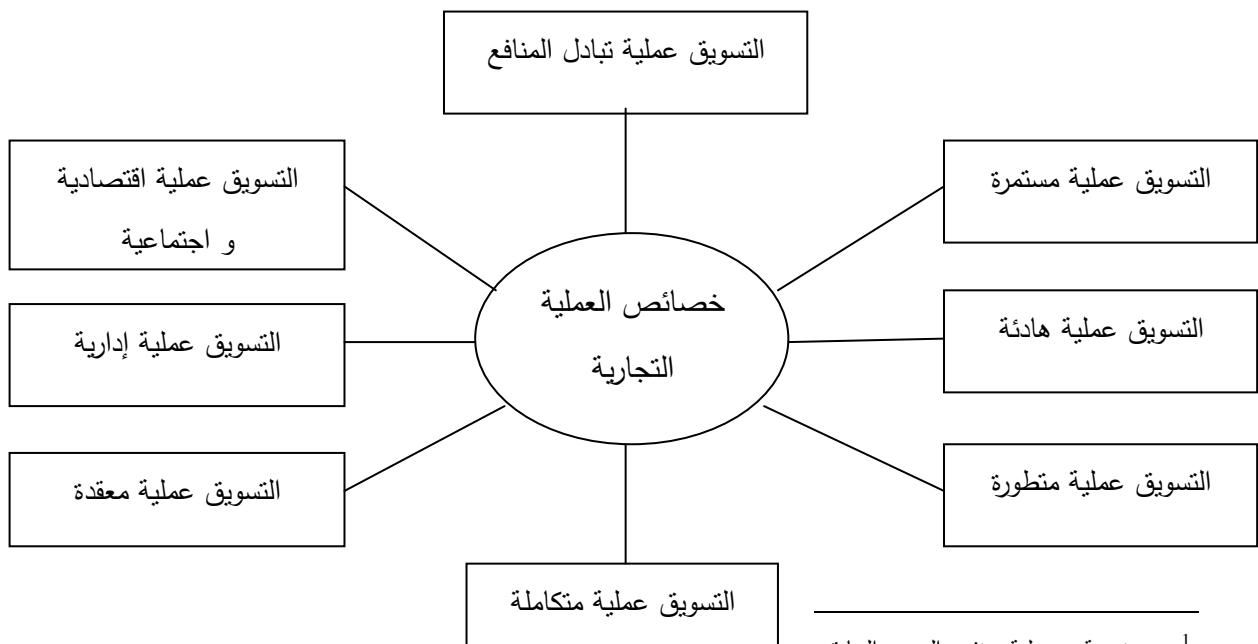 التسويق عملية تبادل المنافع
التسويق عملية مستمرة
التسويق عملية اقتصادية
و اجتماعية
خصائص العملية
التجارية
التسويق عملية هادئة
التسويق عملية إدارية
التسويق عملية متطورة
التسويق عملية معقدة
التسويق عملية متكاملة